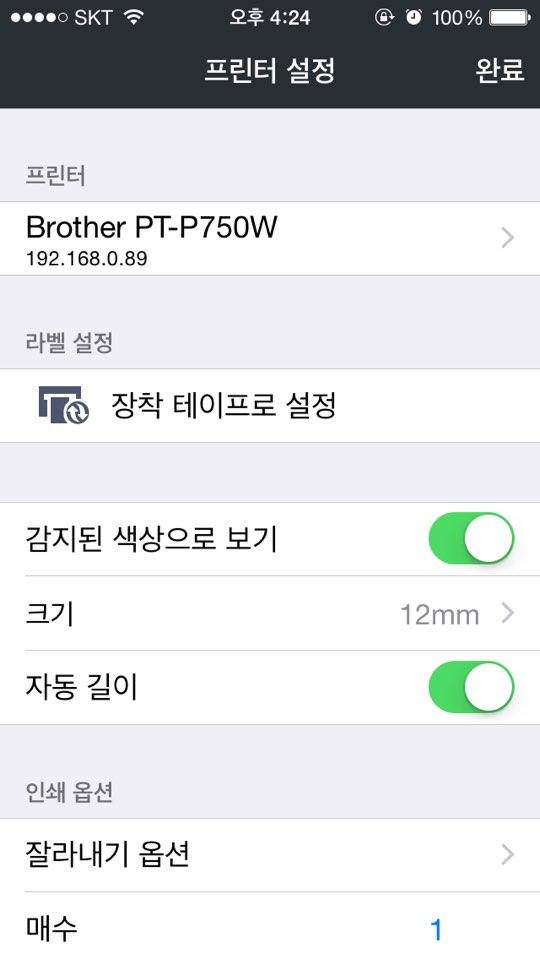 SKT 오후 4:24 100%
프린터 설정 완료
프린터
Brother PT-P750W
192.168.0.89
라벨 설정
장착 테이프로 설정
감지된 색상으로 보기
크기 12mm
자동 길이
인쇄 옵션
잘라내기 옵션
매수 1